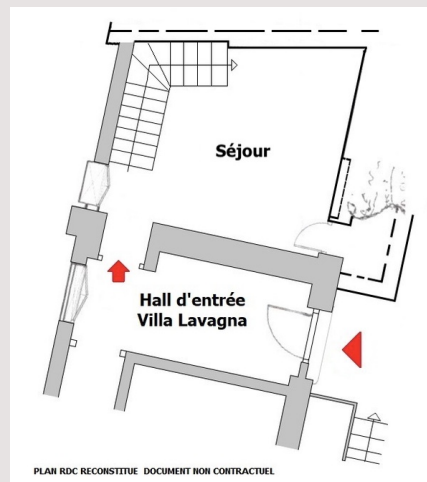 Séjour
Hall d'entrée
Villa Lavagna
PLAN RDC RECONSTITUE DOCUMENT NON CONTRACTUEL